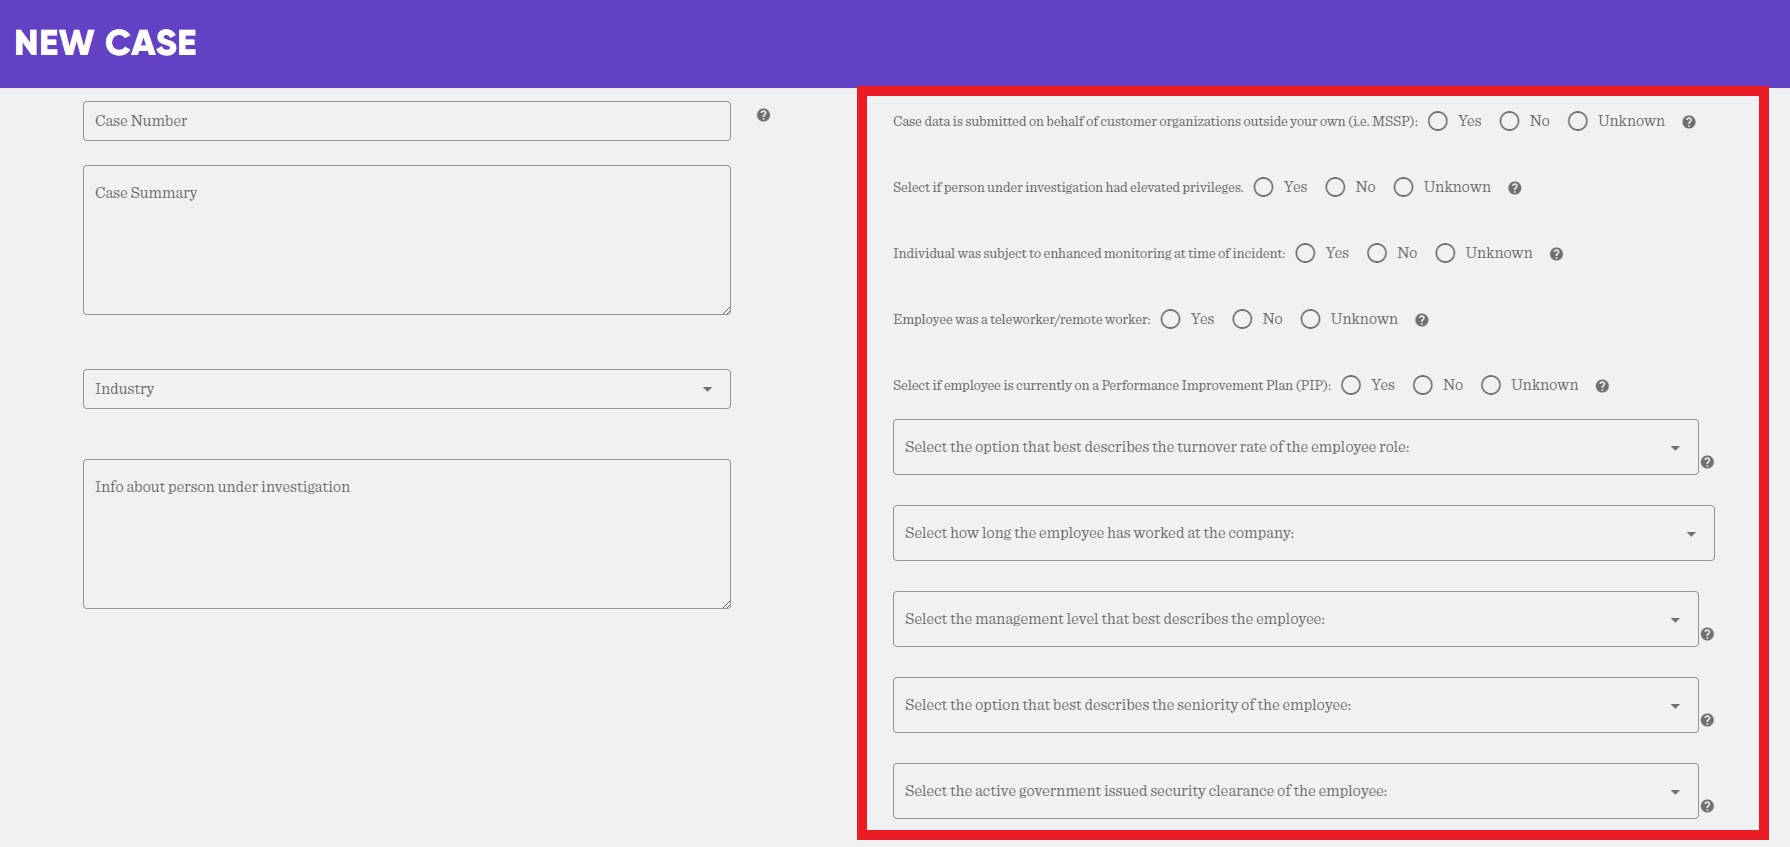 NEW CASE
Case Number
Case Summary
Industry
Info about person under investigation
Case data is submitted on behalf of customer organizations outside your own (i.e. MSSP): Yes No Unknown
Select if person under investigation had elevated privileges. Yes No Unknown
Individual was subject to enhanced monitoring at time of incident: Yes No Unknown
Employee was a teleworker/remote worker: Yes No Unknown
Select if employee is currently on a Performance Improvement Plan (PIP): Yes No Unknown
Select the option that best describes the turnover rate of the employee role:
Select how long the employee has worked at the company:
Select the management level that best describes the employee:
Select the option that best describes the seniority of the employee:
Select the active government issued security clearance of the employee: